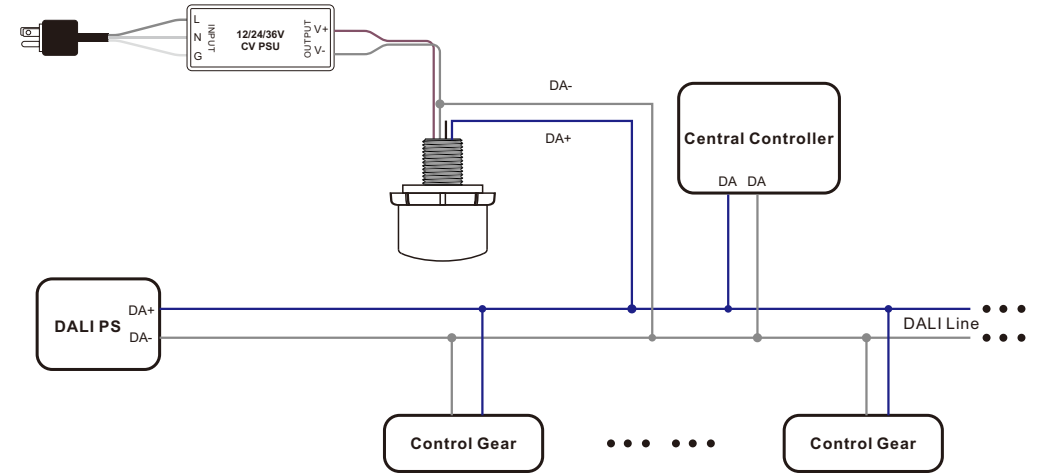 L
N
G
INPUT
12/24/36V
CV PSU
OUTPUT
V+
V-
DA-
DA+
Central Controller
DA DA
DALI PS
DA+
DA-
DALI Line
Control Gear
Control Gear